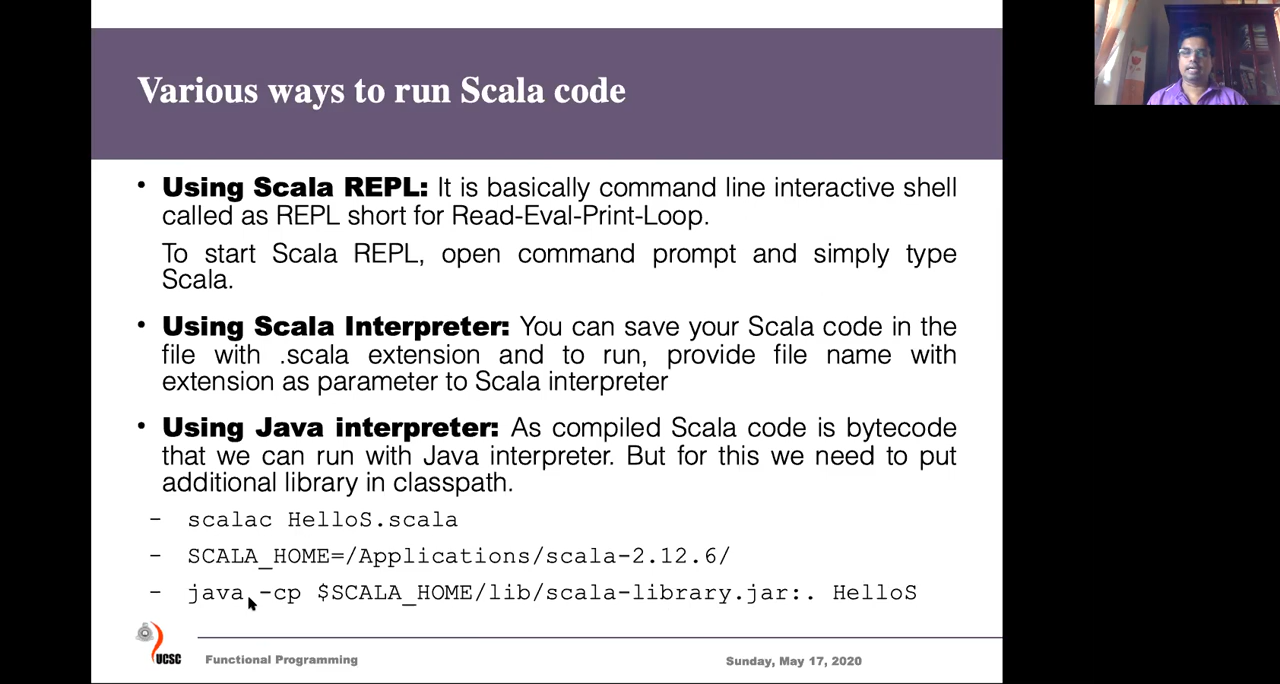 Various ways to run Scala code
• Using Scala REPL: It is basically command line interactive shell
called as REPL short for Read-Eval-Print-Loop.
To start Scala REPL, open command prompt and simply type
Scala.
• Using Scala Interpreter: You can save your Scala code in the
file with .scala extension and to run, provide file name with
extension as parameter to Scala interpreter
• Using Java interpreter: As compiled Scala code is bytecode
that we can run with Java interpreter. But for this we need to put
additional library in classpath.
– scalac HelloS.scala
– SCALA_HOME=/Applications/scala-2.12.6/
– java -cp $SCALA_HOME/lib/scala-library.jar:. HelloS
UCSC
Functional Programming
Sunday, May 17, 2020